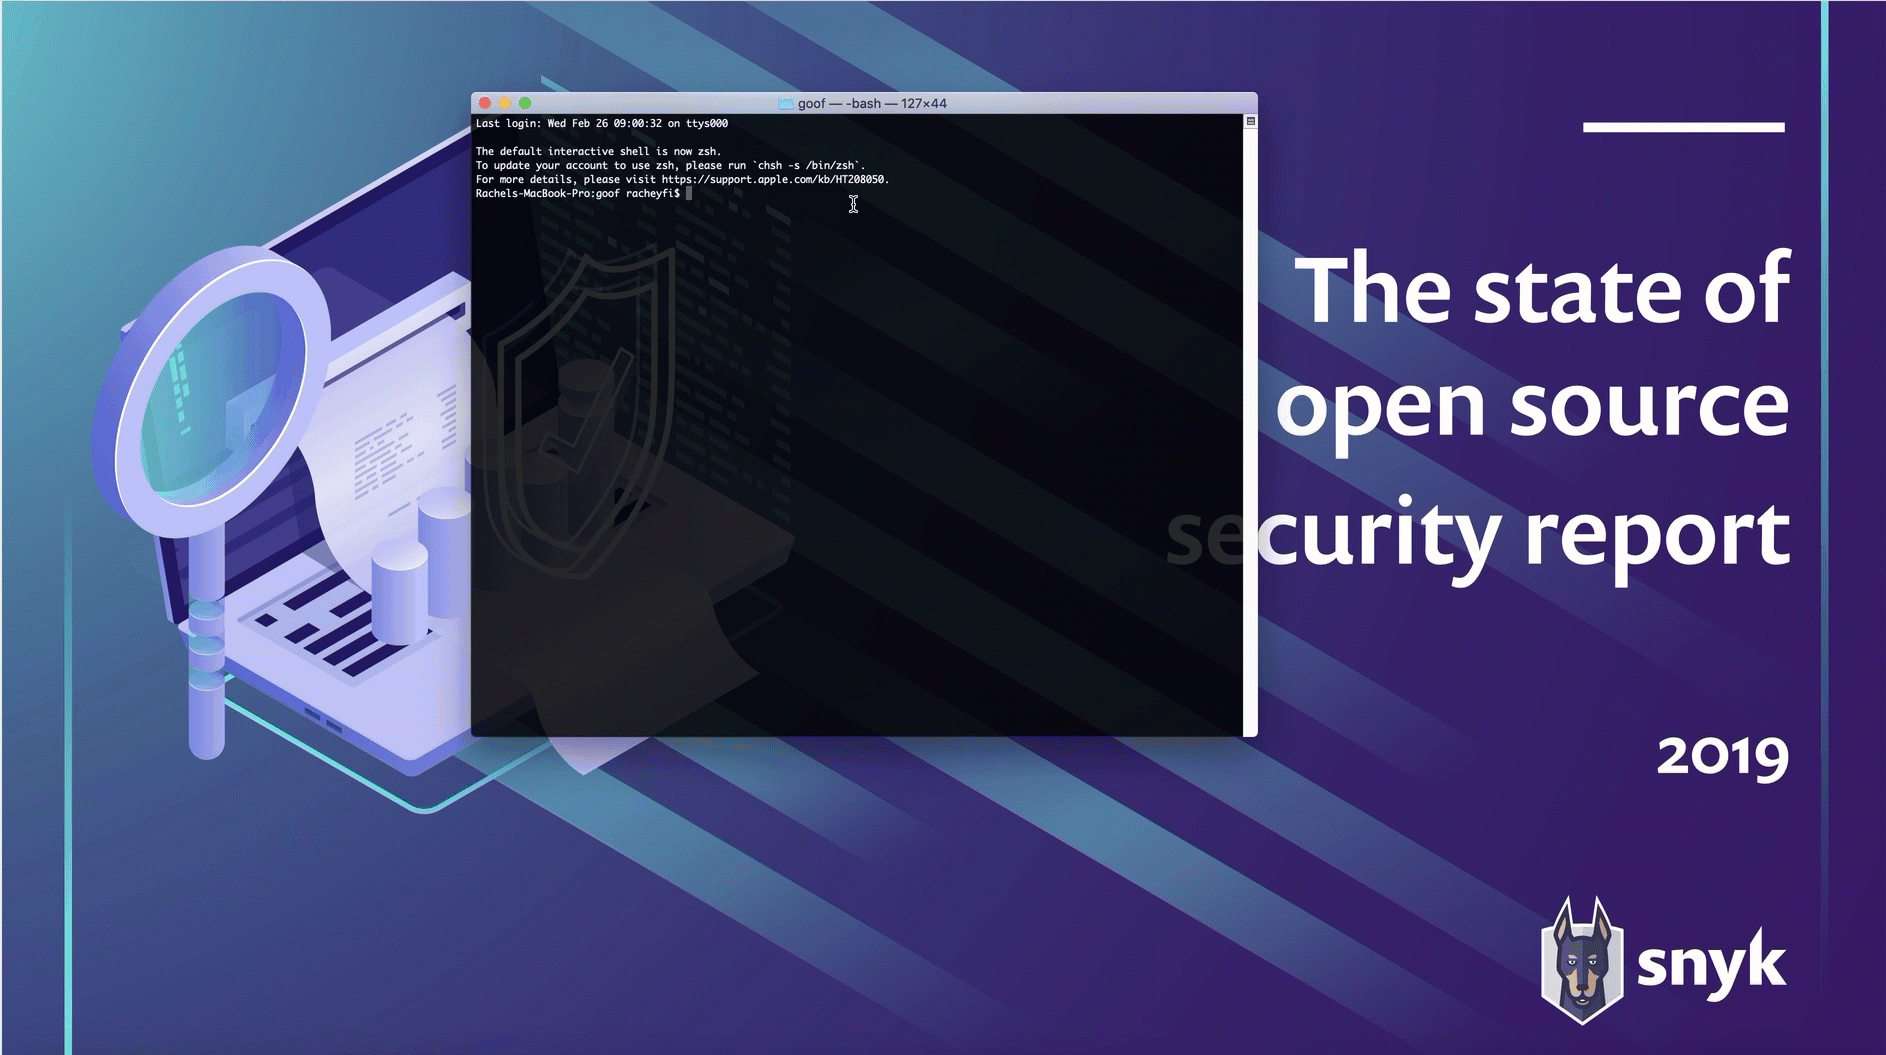 goof — -bash — 127×44
Last login: Wed Feb 26 09:00:32 on ttys000
The default interactive shell is now zsh.
To update your account to use zsh, please run `chsh -s /bin/zsh`.
For more details, please visit https://support.apple.com/kb/HT208050.
Rachels-MacBook-Pro:goof racheyfi$
The state of
open source
security report
2019
snyk